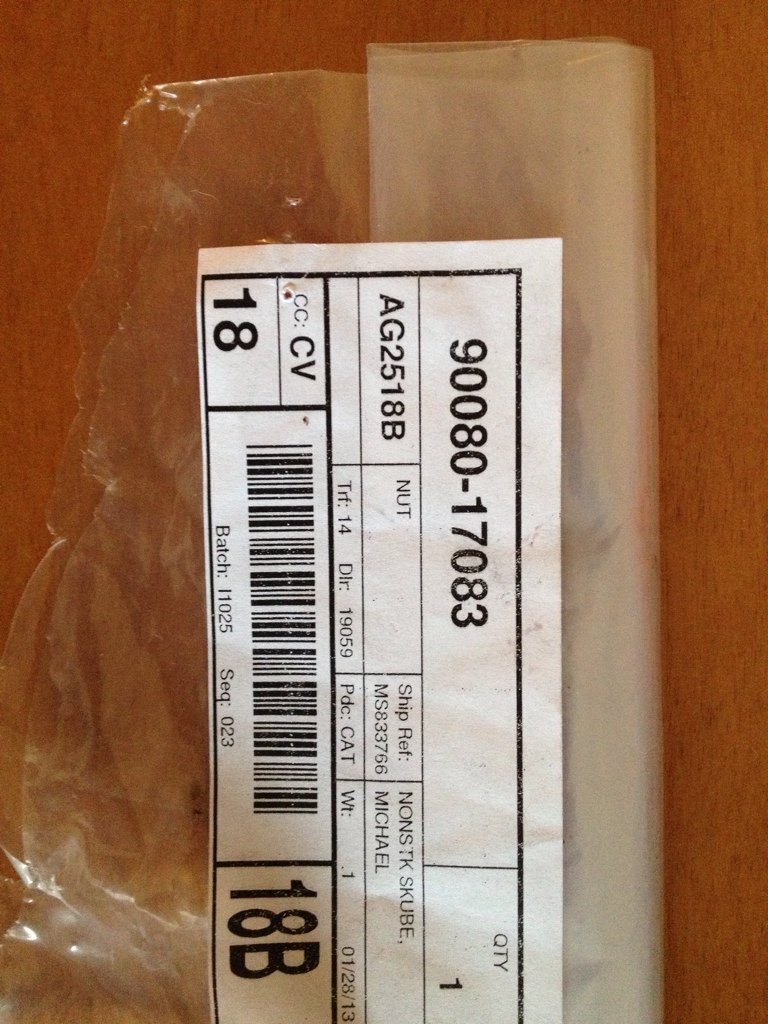 90080-17083
QTY
1
AG2518B
NUT
Ship Ref:
MS833766
NONSTK SKUBE,
MICHAEL
Trf: 14 Dlr: 19059 Pdc: CAT Wt: .1 01/28/13
CC: CV
18
Batch: I1025 Seq: 023
18B